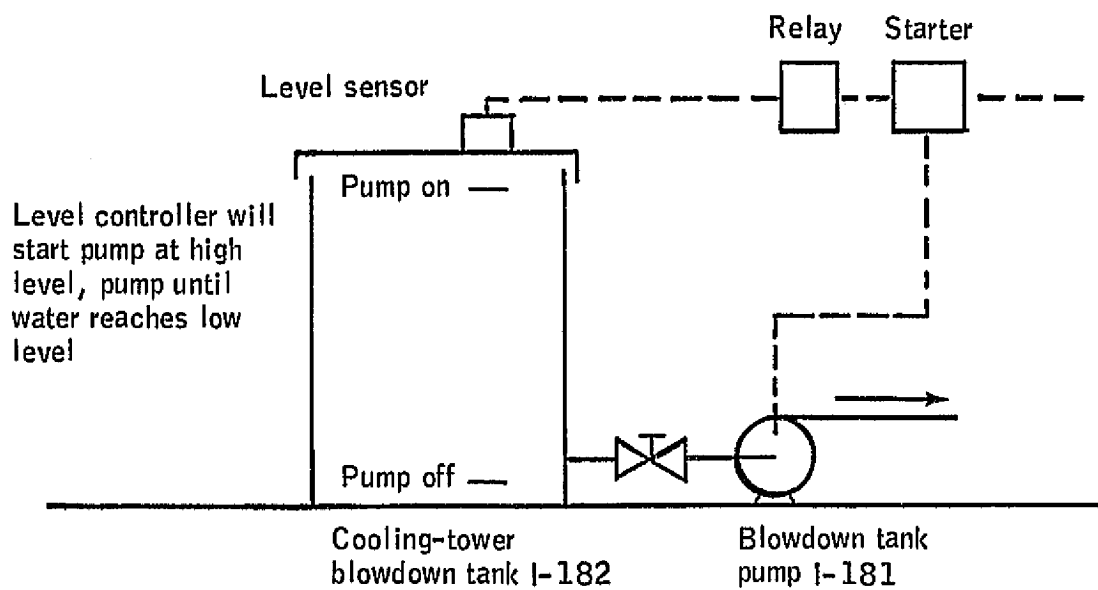 Relay Starter
Level sensor
Pump on
Level controller will
start pump at high
level, pump until
water reaches low
level
Pump off
Cooling-tower
blowdown tank I-182
Blowdown tank
pump I-181